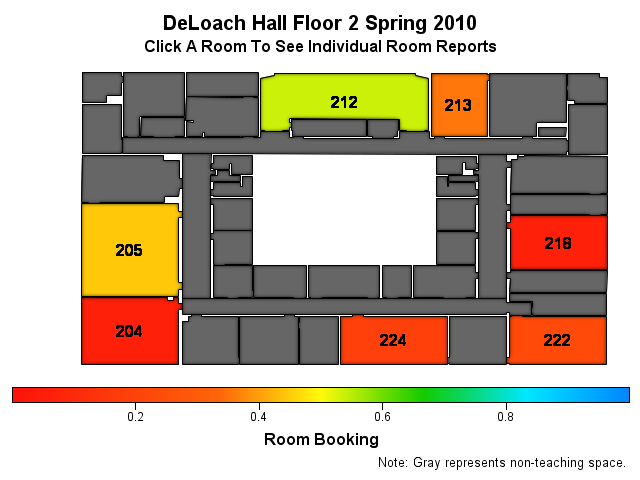 DeLoach Hall Floor 2 Spring 2010
Click A Room To See Individual Room Reports
212
213
205
218
204
224
222
0.2 0.4 0.6 0.8
Room Booking
Note: Gray represents non-teaching space.